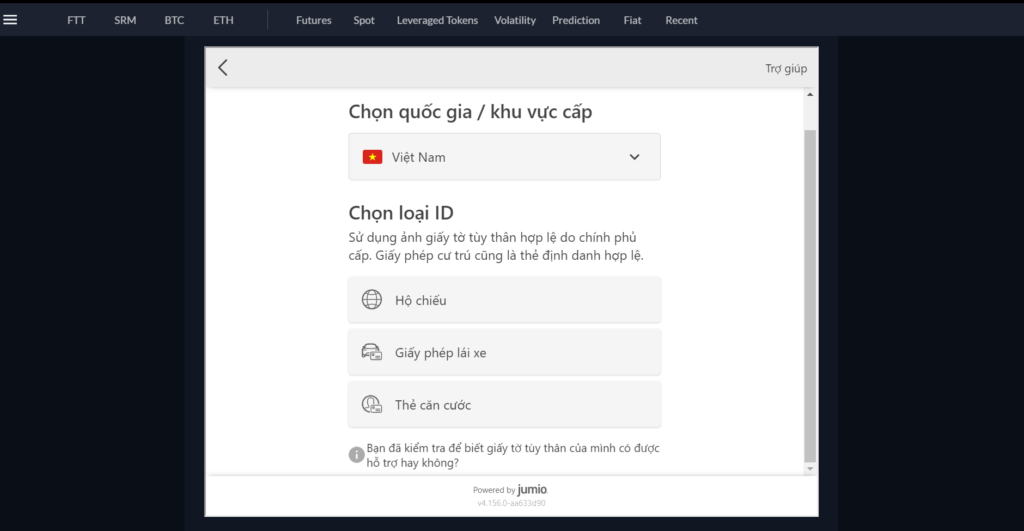 FTT SRM BTC ETH Futures Spot Leveraged Tokens Volatility Prediction Fiat Recent
Trợ giúp
Chọn quốc gia / khu vực cấp
Việt Nam
Chọn loại ID
Sử dụng ảnh giấy tờ tùy thân hợp lệ do chính phủ
cấp. Giấy phép cư trú cũng là thẻ định danh hợp lệ.
Hộ chiếu
Giấy phép lái xe
Thẻ căn cước
Bạn đã kiểm tra để biết giấy tờ tùy thân của mình có được
hỗ trợ hay không?
Powered by jumio.
v4.156.0-aa633d90